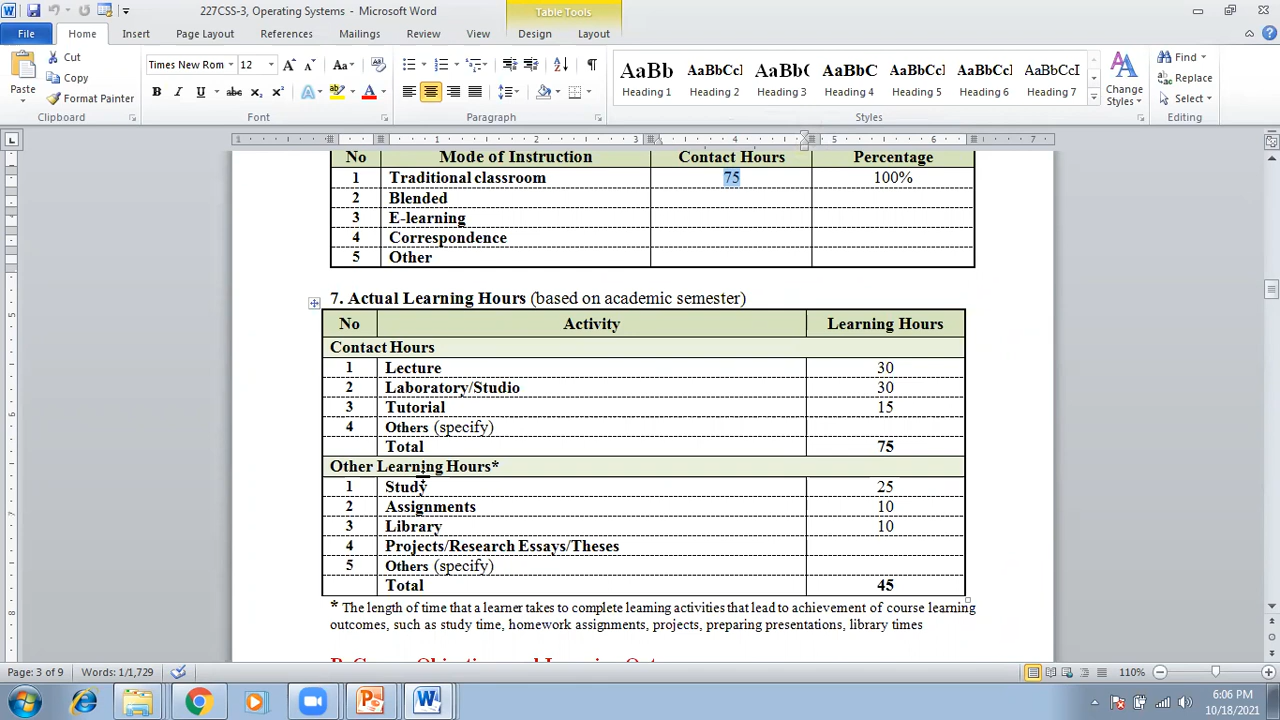 227CSS-3, Operating Systems - Microsoft Word
Table Tools
File Home Insert Page Layout References Mailings Review View Design Layout
Paste
Cut
Copy
Format Painter
Clipboard
Times New Rom 12
Font
Paragraph
AaBb Heading 1
AaBbCcl Heading 2
AaBbC( Heading 3
AaBbC Heading 4
AaBbCc Heading 5
AaBbCc Heading 6
AaBbCcI Heading 7
Styles
Change Styles
Find
Replace
Select
Editing
No Mode of Instruction Contact Hours Percentage
1 Traditional classroom 75 100%
2 Blended
3 E-learning
4 Correspondence
5 Other
7. Actual Learning Hours (based on academic semester)
No Activity Learning Hours
Contact Hours
1 Lecture 30
2 Laboratory/Studio 30
3 Tutorial 15
4 Others (specify)
Total 75
Other Learning Hours*
1 Study 25
2 Assignments 10
3 Library 10
4 Projects/Research Essays/Theses
5 Others (specify)
Total 45
* The length of time that a learner takes to complete learning activities that lead to achievement of course learning
outcomes, such as study time, homework assignments, projects, preparing presentations, library times
Page: 3 of 9 Words: 1/1,729 110%
6:06 PM
10/18/2021